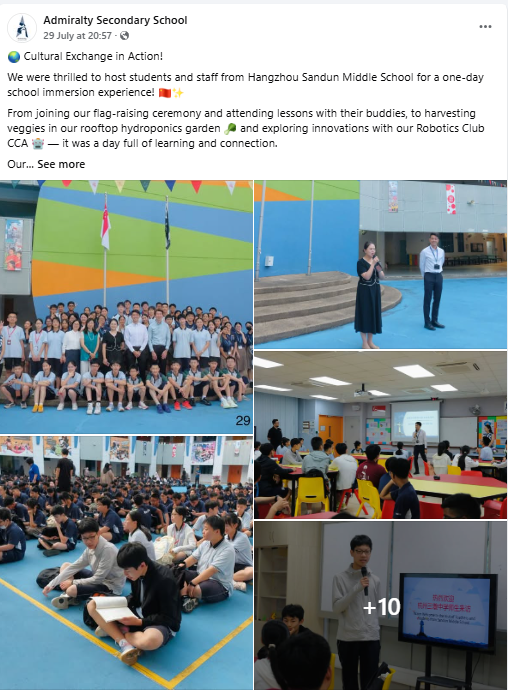 Admiralty Secondary School
29 July at 20:57 ·
🌏 Cultural Exchange in Action!
We were thrilled to host students and staff from Hangzhou Sandun Middle School for a one-day
school immersion experience! 🇨🇳✨
From joining our flag-raising ceremony and attending lessons with their buddies, to harvesting
veggies in our rooftop hydroponics garden 🥬 and exploring innovations with our Robotics Club
CCA 🤖 — it was a day full of learning and connection.
Our... See more
29
+10